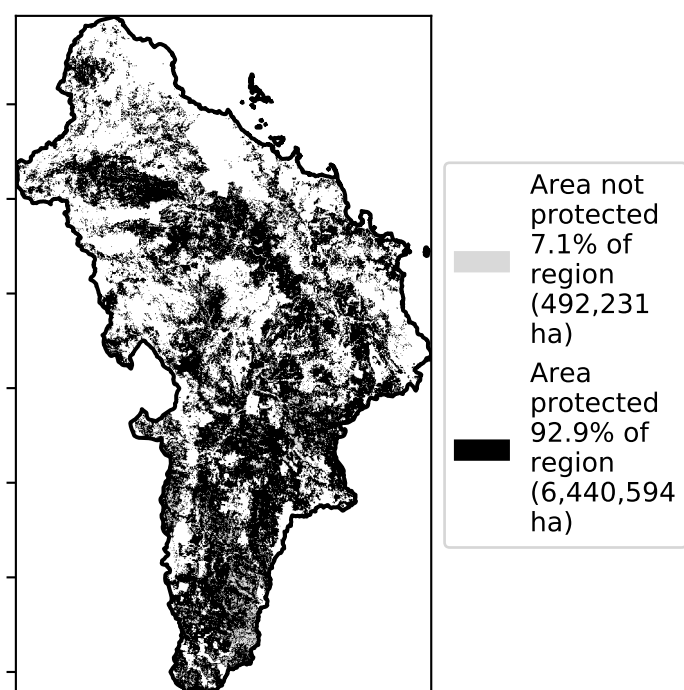 Area not
protected
7.1% of
region
(492,231
ha)
Area
protected
92.9% of
region
(6,440,594
ha)